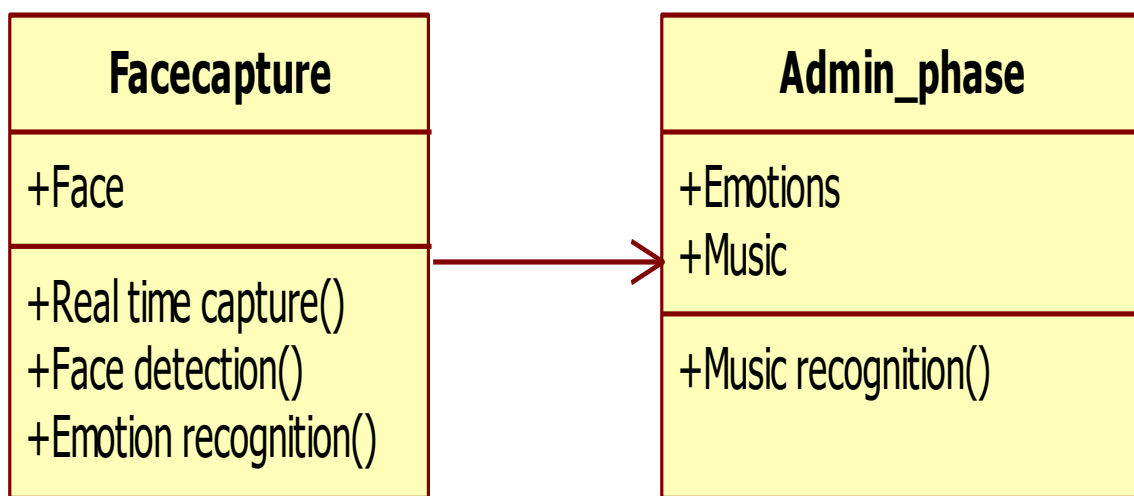 Facecapture
+Face
+Real time capture()
+Face detection()
+Emotion recognition()
Admin_phase
+Emotions
+Music
+Music recognition()